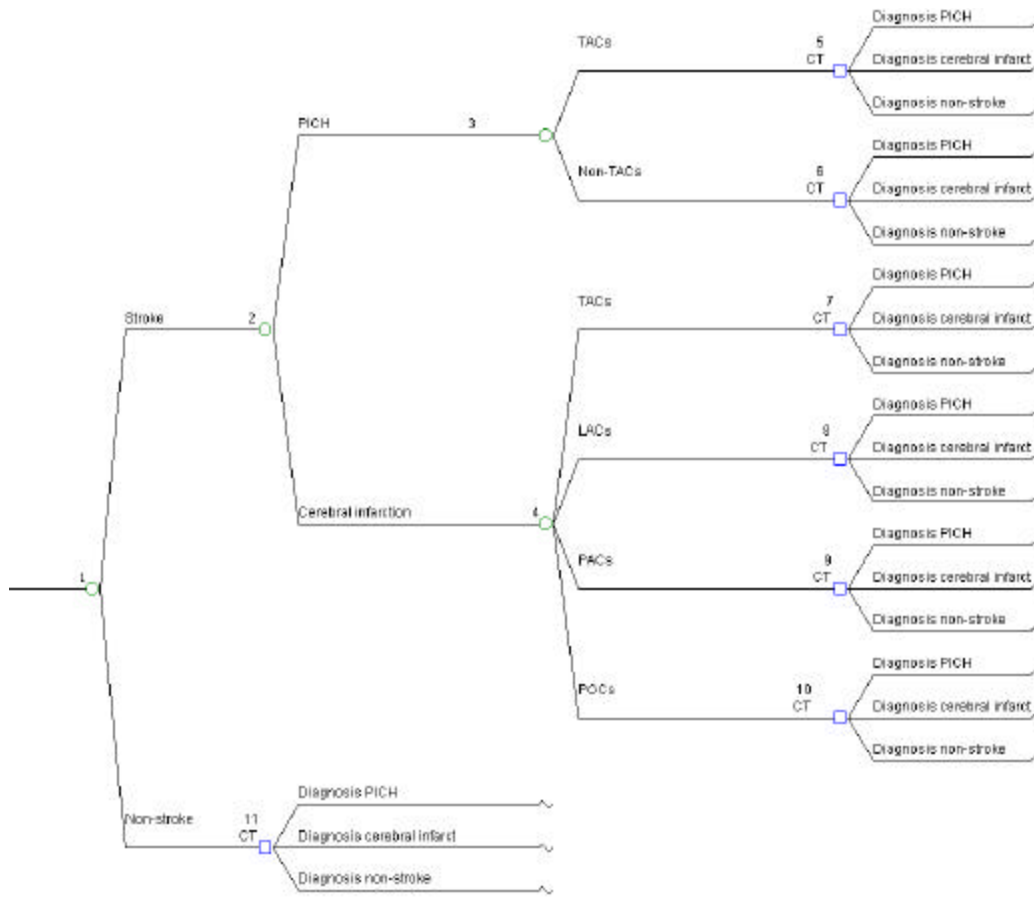 Diagnosis PICH
TACs 5
CT Diagnosis cerebral infarct
Diagnosis non-stroke
PICH 3
Diagnosis PICH
Non-TACs 6
CT Diagnosis cerebral infarct
Diagnosis non-stroke
Diagnosis PICH
TACs 7
Stroke 2
CT Diagnosis cerebral infarct
Diagnosis non-stroke
Diagnosis PICH
LACs 8
CT Diagnosis cerebral infarct
Diagnosis non-stroke
Cerebral infarction 4
Diagnosis PICH
PACs 9
1
CT Diagnosis cerebral infarct
Diagnosis non-stroke
Diagnosis PICH
POCs 10
CT Diagnosis cerebral infarct
Diagnosis non-stroke
Diagnosis PICH
Non-stroke 11
CT Diagnosis cerebral infarct
Diagnosis non-stroke